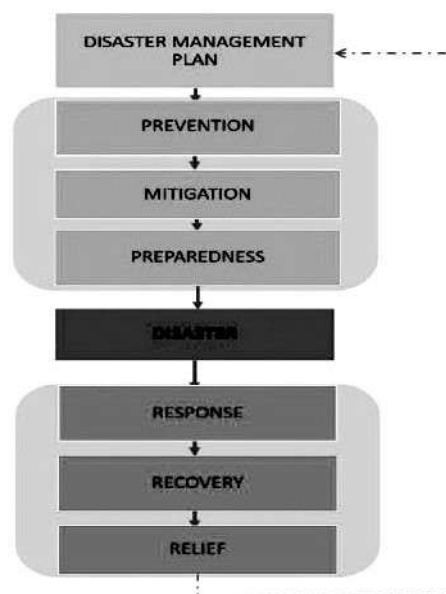 DISASTER MANAGEMENT
PLAN
PREVENTION
MITIGATION
PREPAREDNESS
DISASTER
RESPONSE
RECOVERY
RELIEF